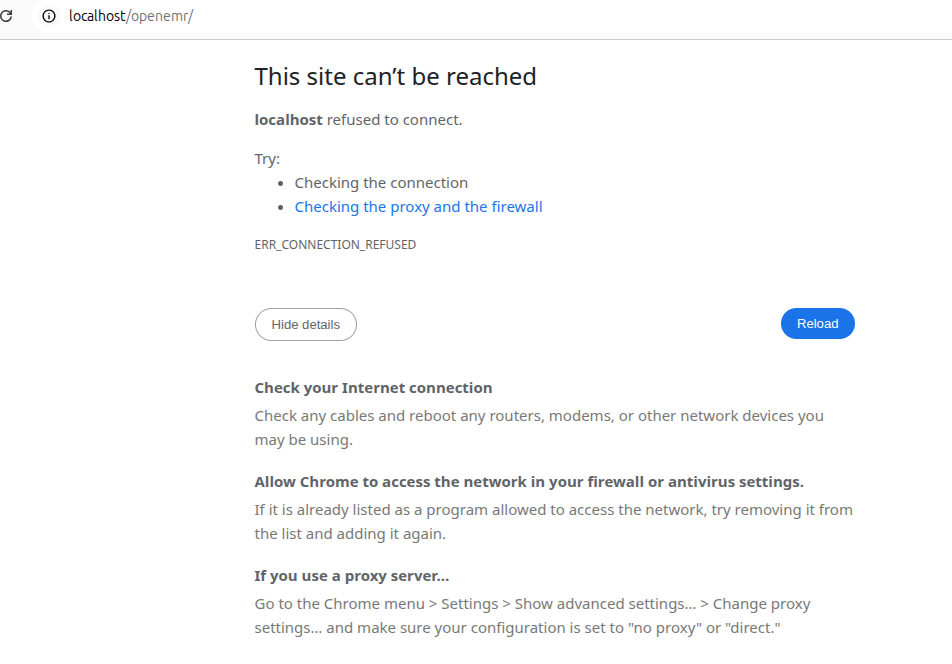 localhost/openemr/
This site can’t be reached
localhost refused to connect.
Try:
• Checking the connection
• Checking the proxy and the firewall
ERR_CONNECTION_REFUSED
Hide details
Reload
Check your Internet connection
Check any cables and reboot any routers, modems, or other network devices you
may be using.
Allow Chrome to access the network in your firewall or antivirus settings.
If it is already listed as a program allowed to access the network, try removing it from
the list and adding it again.
If you use a proxy server…
Go to the Chrome menu > Settings > Show advanced settings… > Change proxy
settings… and make sure your configuration is set to "no proxy" or "direct."